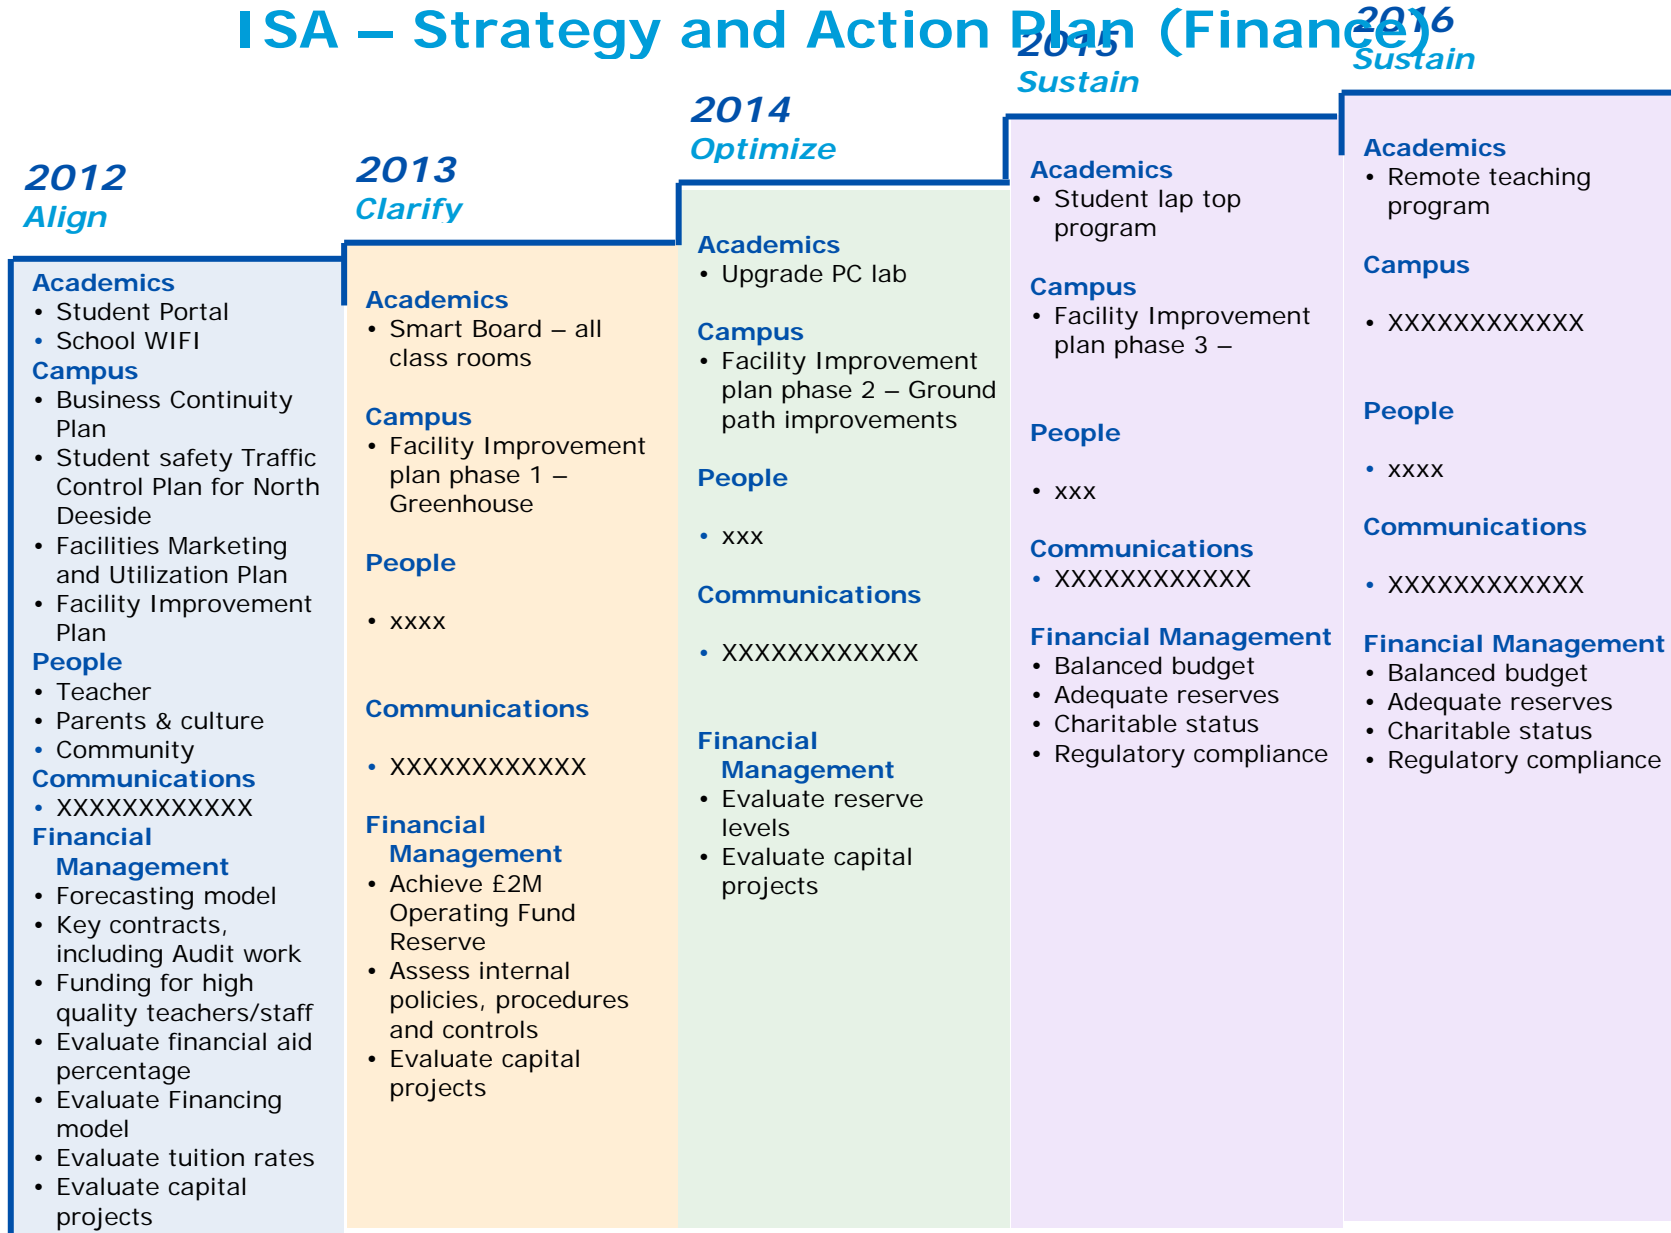 ISA – Strategy and Action Plan (Finance)
2012
Align
Academics
• Student Portal
• School WIFI
Campus
• Business Continuity
Plan
• Student safety Traffic
Control Plan for North
Deeside
• Facilities Marketing
and Utilization Plan
• Facility Improvement
Plan
People
• Teacher
• Parents & culture
• Community
Communications
• XXXXXXXXXXXX
Financial
Management
• Forecasting model
• Key contracts,
including Audit work
• Funding for high
quality teachers/staff
• Evaluate financial aid
percentage
• Evaluate Financing
model
• Evaluate tuition rates
• Evaluate capital
projects
2013
Clarify
Academics
• Smart Board – all
class rooms
Campus
• Facility Improvement
plan phase 1 –
Greenhouse
People
• xxxx
Communications
• XXXXXXXXXXXX
Financial
Management
• Achieve £2M
Operating Fund
Reserve
• Assess internal
policies, procedures
and controls
• Evaluate capital
projects
2014
Optimize
Academics
• Upgrade PC lab
Campus
• Facility Improvement
plan phase 2 – Ground
path improvements
People
• xxx
Communications
• XXXXXXXXXXXX
Financial
Management
• Evaluate reserve
levels
• Evaluate capital
projects
2015
Sustain
Academics
• Student lap top
program
Campus
• Facility Improvement
plan phase 3 –
People
• xxx
Communications
• XXXXXXXXXXXX
Financial Management
• Balanced budget
• Adequate reserves
• Charitable status
• Regulatory compliance
2016
Sustain
Academics
• Remote teaching
program
Campus
• XXXXXXXXXXXX
People
• xxxx
Communications
• XXXXXXXXXXXX
Financial Management
• Balanced budget
• Adequate reserves
• Charitable status
• Regulatory compliance